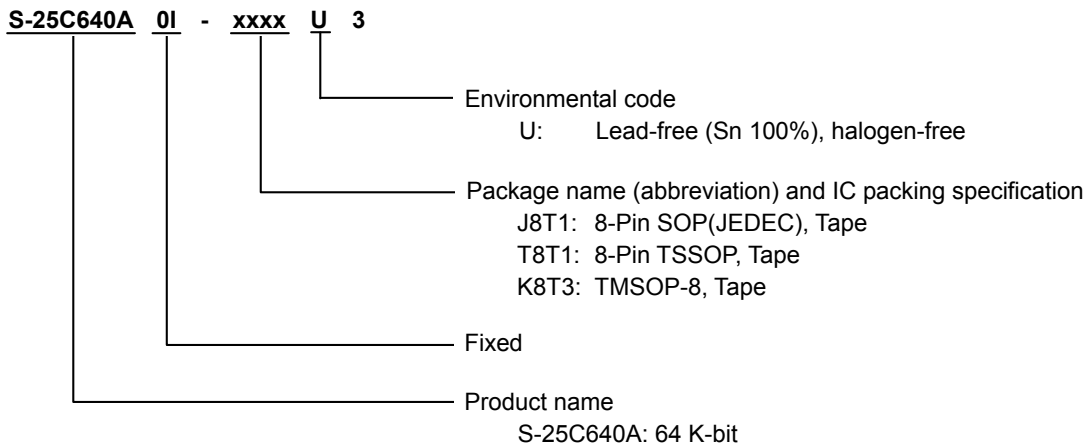 S-25C640A 0I - xxxx U 3
Environmental code
U: Lead-free (Sn 100%), halogen-free
Package name (abbreviation) and IC packing specification
J8T1: 8-Pin SOP(JEDEC), Tape
T8T1: 8-Pin TSSOP, Tape
K8T3: TMSOP-8, Tape
Fixed
Product name
S-25C640A: 64 K-bit